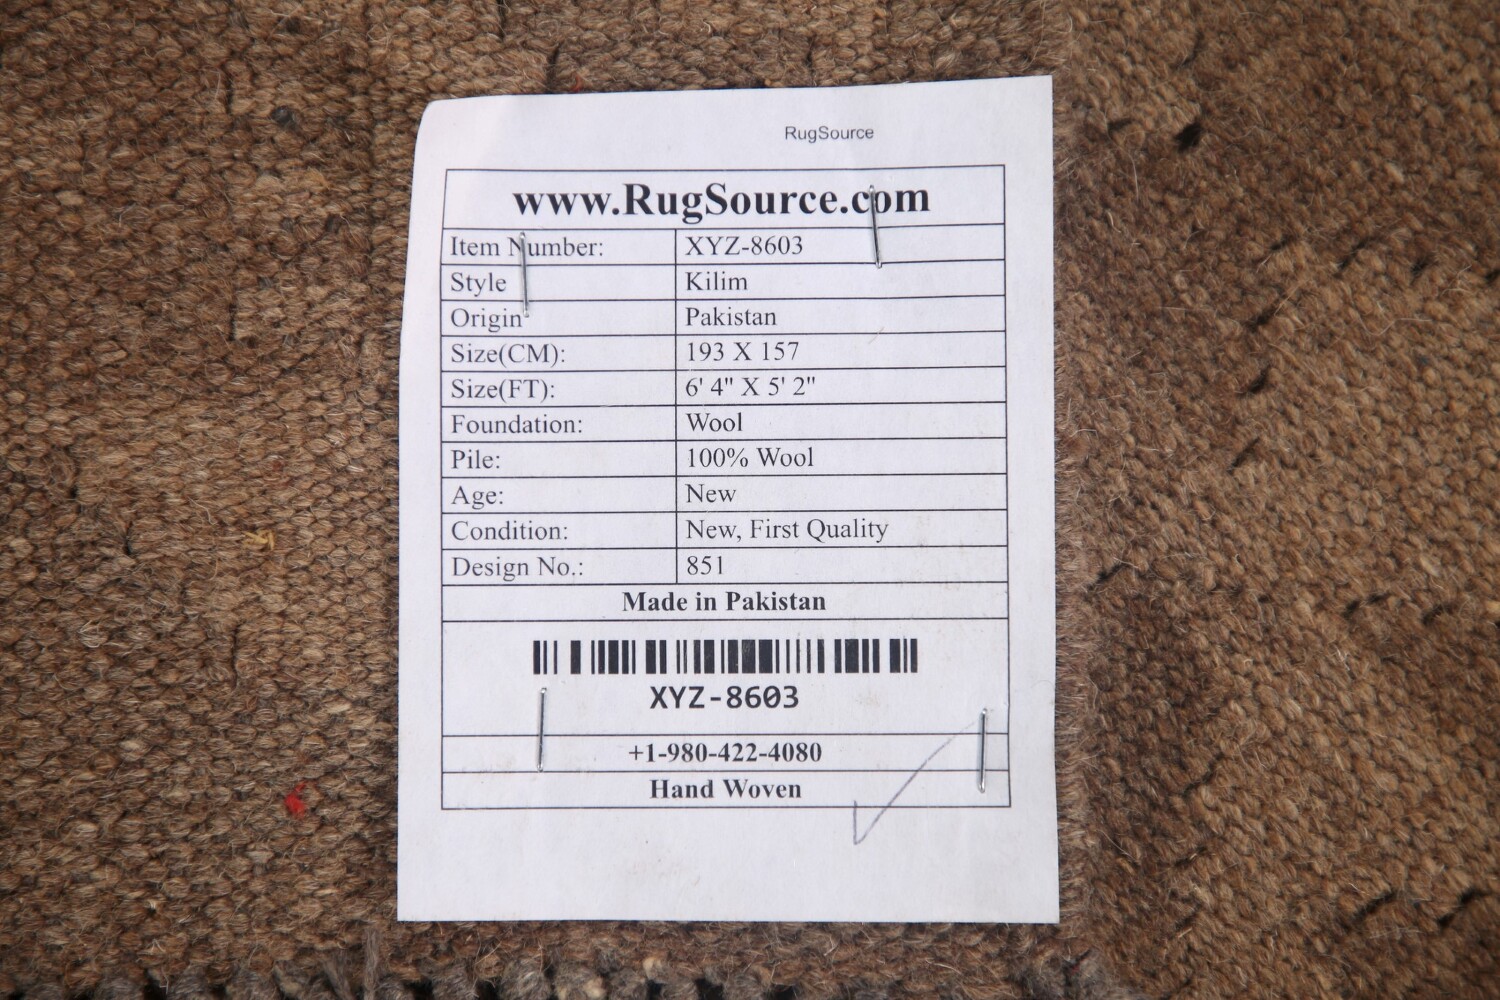 RugSource
www.RugSource.com
Item Number: XYZ-8603
Style Kilim
Origin Pakistan
Size(CM): 193 X 157
Size(FT): 6' 4" X 5' 2"
Foundation: Wool
Pile: 100% Wool
Age: New
Condition: New, First Quality
Design No.: 851
Made in Pakistan
XYZ-8603
+1-980-422-4080
Hand Woven